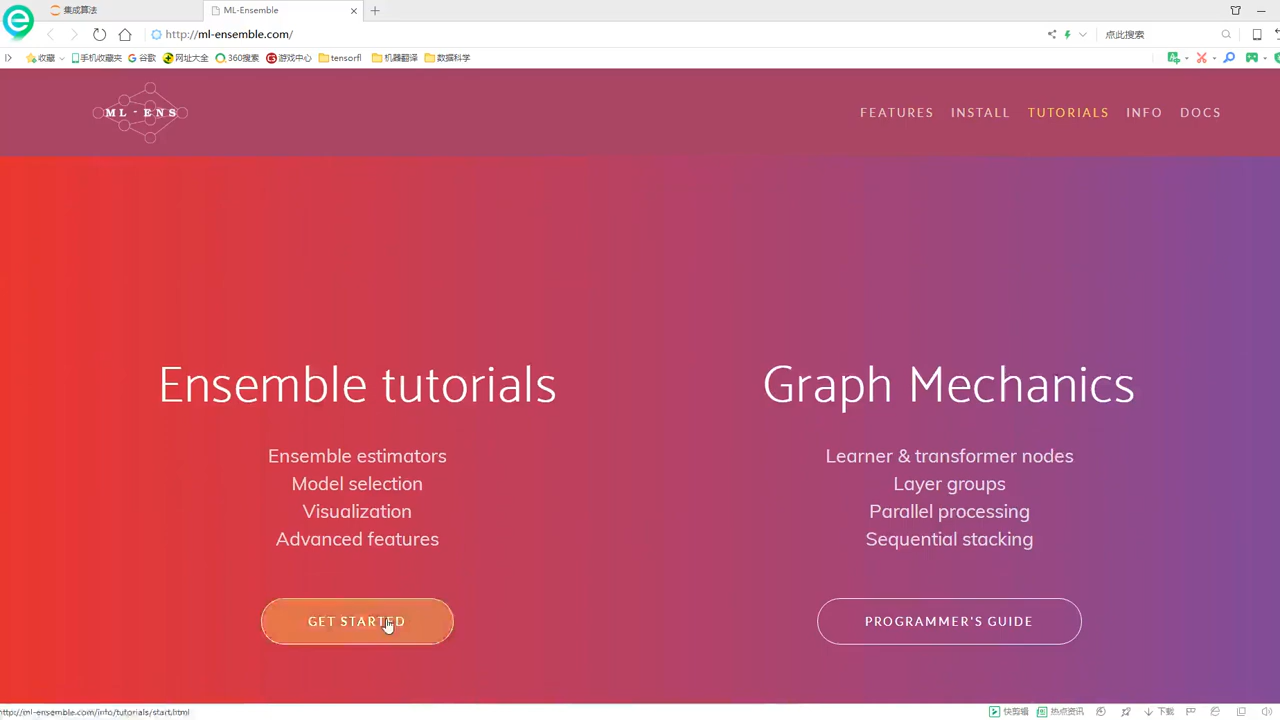 集成算法
ML-Ensemble
http://ml-ensemble.com/
点此搜索
收藏
手机收藏夹
谷歌
网址大全
360搜索
游戏中心
tensorfl
机器翻译
数据科学
ML - ENS
FEATURES
INSTALL
TUTORIALS
INFO
DOCS
Ensemble tutorials
Ensemble estimators
Model selection
Visualization
Advanced features
GET STARTED
Graph Mechanics
Learner & transformer nodes
Layer groups
Parallel processing
Sequential stacking
PROGRAMMER'S GUIDE
http://ml-ensemble.com/info/tutorials/start.html
快剪辑
热点资讯
下载